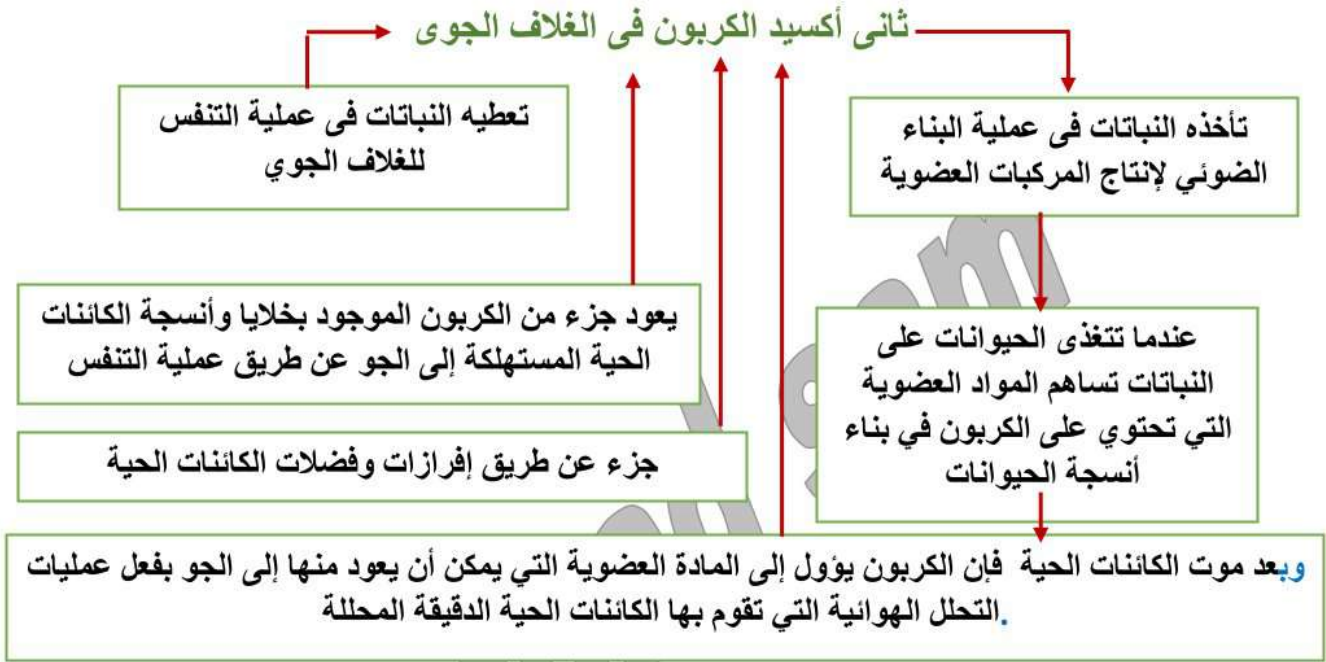 ثانى أكسيد الكربون فى الغلاف الجوى
تأخذه النباتات فى عملية البناء
الضوئي لإنتاج المركبات العضوية
تعطيه النباتات فى عملية التنفس
للغلاف الجوي
عندما تتغذى الحيوانات على
النباتات تساهم المواد العضوية
التي تحتوي على الكربون في بناء
أنسجة الحيوانات
يعود جزء من الكربون الموجود بخلايا وأنسجة الكائنات
الحية المستهلكة إلى الجو عن طريق عملية التنفس
جزء عن طريق إفرازات وفضلات الكائنات الحية
وبعد موت الكائنات الحية فإن الكربون يؤول إلى المادة العضوية التي يمكن أن يعود منها إلى الجو بفعل عمليات
التحلل الهوائية التي تقوم بها الكائنات الحية الدقيقة المحللة.